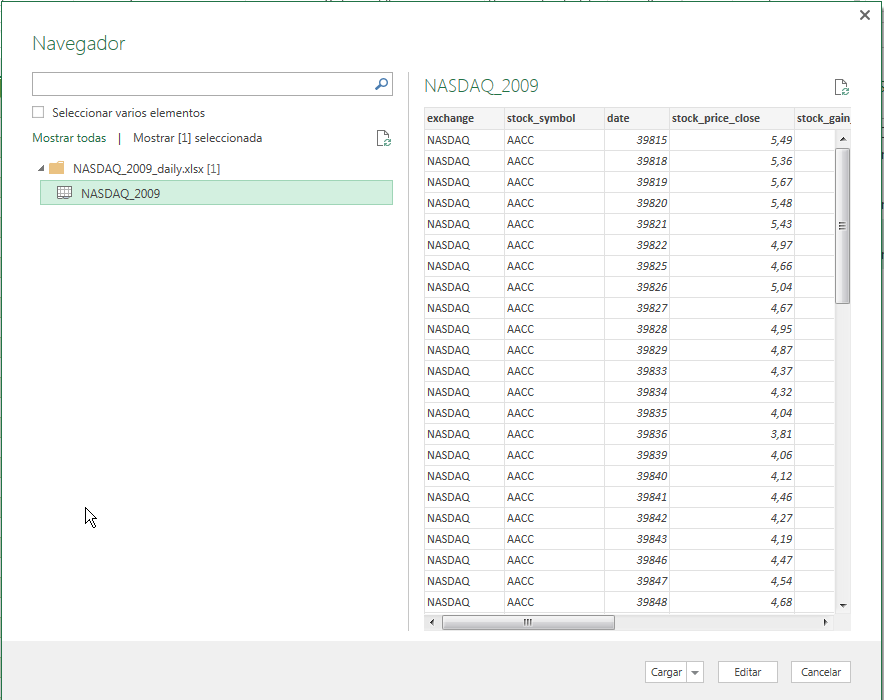 Navegador
Seleccionar varios elementos
Mostrar todas | Mostrar [1] seleccionada
NASDAQ_2009_daily.xlsx [1]
NASDAQ_2009
NASDAQ_2009
exchange stock_symbol date stock_price_close stock_gain_
NASDAQ AACC 39815 5,49
NASDAQ AACC 39818 5,36
NASDAQ AACC 39819 5,67
NASDAQ AACC 39820 5,48
NASDAQ AACC 39821 5,43
NASDAQ AACC 39822 4,97
NASDAQ AACC 39825 4,66
NASDAQ AACC 39826 5,04
NASDAQ AACC 39827 4,67
NASDAQ AACC 39828 4,95
NASDAQ AACC 39829 4,87
NASDAQ AACC 39833 4,37
NASDAQ AACC 39834 4,32
NASDAQ AACC 39835 4,04
NASDAQ AACC 39836 3,81
NASDAQ AACC 39839 4,06
NASDAQ AACC 39840 4,12
NASDAQ AACC 39841 4,46
NASDAQ AACC 39842 4,27
NASDAQ AACC 39843 4,19
NASDAQ AACC 39846 4,47
NASDAQ AACC 39847 4,54
NASDAQ AACC 39848 4,68
Cargar Editar Cancelar